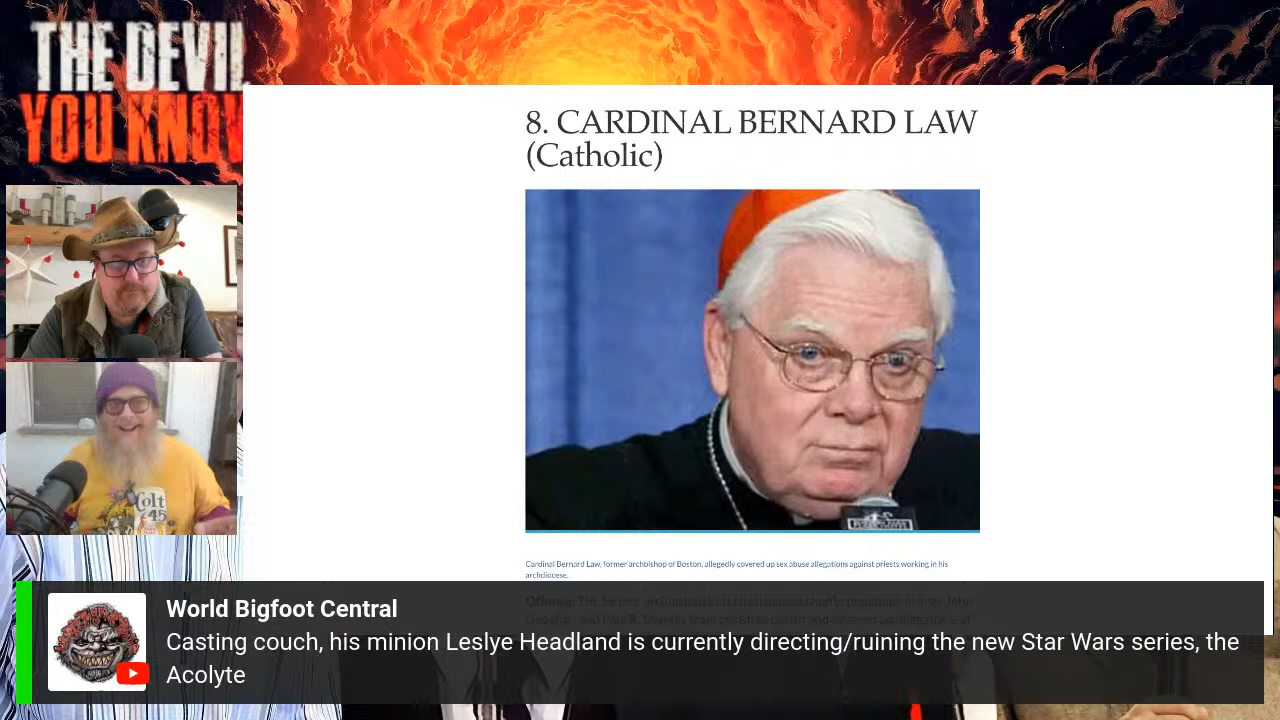 THE DEVIL
YOU KNOW
8. CARDINAL BERNARD LAW
(Catholic)
Colt
45
Cardinal Bernard Law, former archbishop of Boston, allegedly covered up sex abuse allegations against priests working in his
archdiocese.
World Bigfoot Central
Casting couch, his minion Leslye Headland is currently directing/ruining the new Star Wars series, the
Acolyte